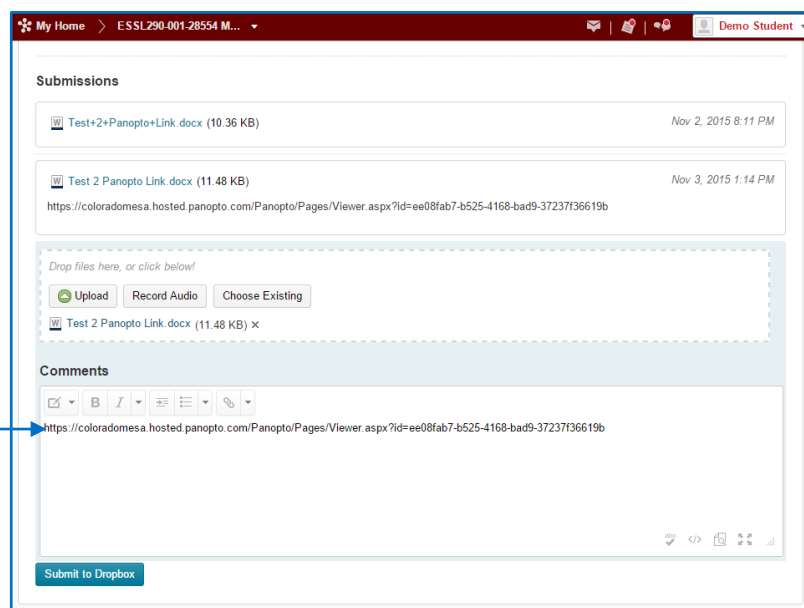 My Home > ESSL290-001-28554 M... Demo Student
Submissions
Test+2+Panopto+Link.docx (10.36 KB) Nov 2, 2015 8:11 PM
Test 2 Panopto Link.docx (11.48 KB) Nov 3, 2015 1:14 PM
https://coloradomesa.hosted.panopto.com/Panopto/Pages/Viewer.aspx?id=ee08fab7-b525-4168-bad9-37237f36619b
Drop files here, or click below!
Upload Record Audio Choose Existing
Test 2 Panopto Link.docx (11.48 KB) ×
Comments
B I
https://coloradomesa.hosted.panopto.com/Panopto/Pages/Viewer.aspx?id=ee08fab7-b525-4168-bad9-37237f36619b
abc </>
Submit to Dropbox